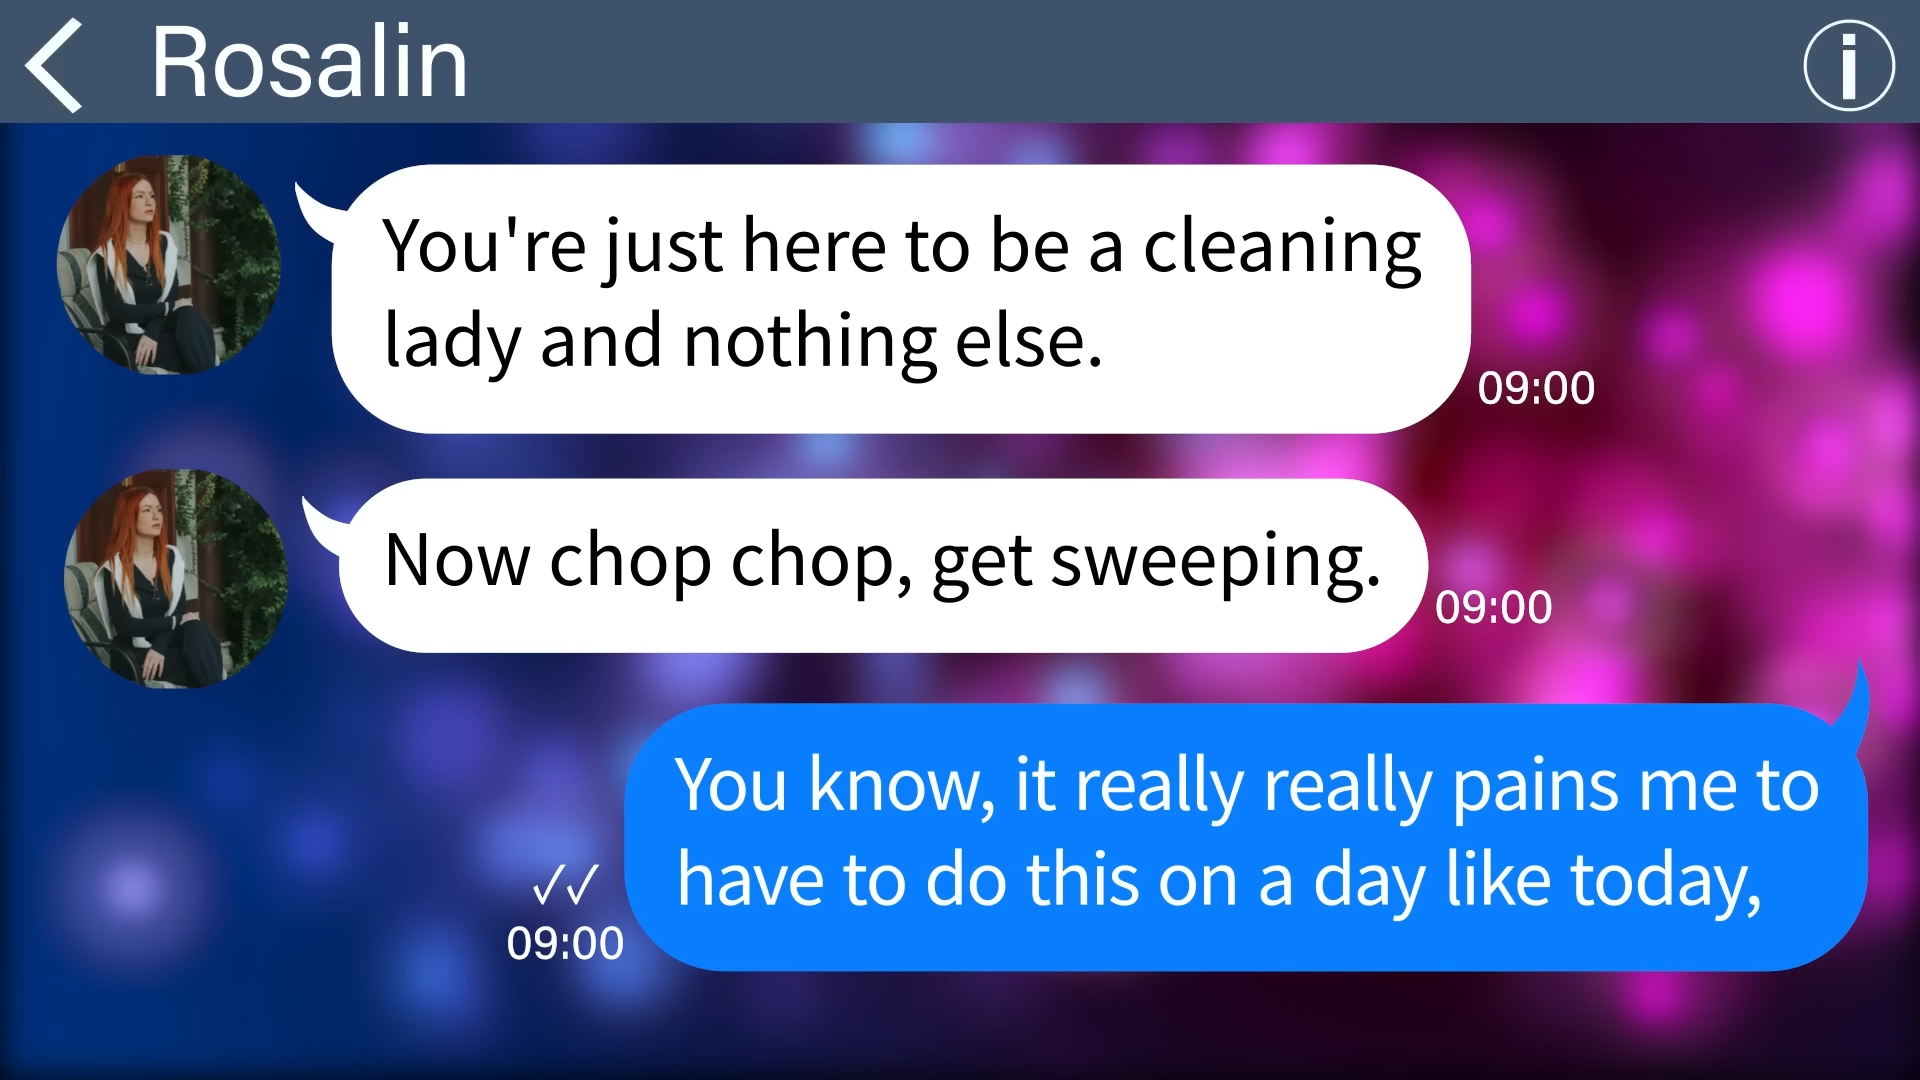 Rosalin
You're just here to be a cleaning
lady and nothing else.
09:00
Now chop chop, get sweeping.
09:00
You know, it really really pains me to
have to do this on a day like today,
✓✓
09:00